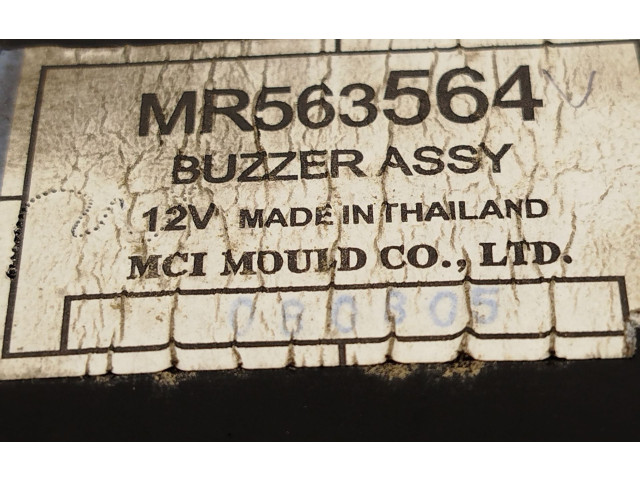 MR563564
BUZZER ASSY
12V MADE IN THAILAND
MCI MOULD CO., LTD.